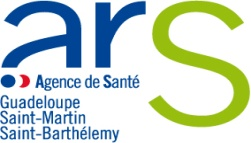 ars
Agence de Santé
Guadeloupe
Saint-Martin
Saint-Barthélemy